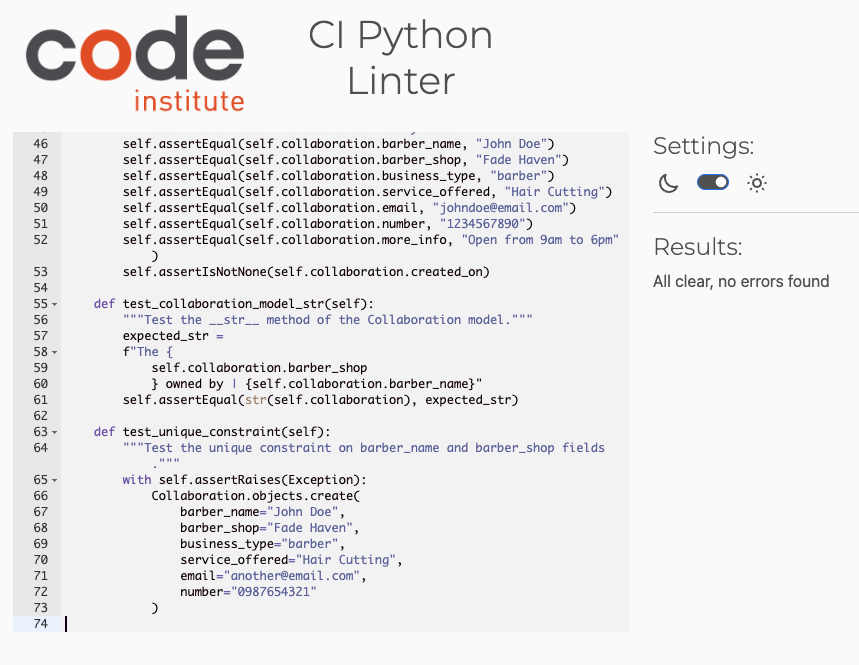 code
institute
CI Python
Linter
46 self.assertEqual(self.collaboration.barber_name, "John Doe")
47 self.assertEqual(self.collaboration.barber_shop, "Fade Haven")
48 self.assertEqual(self.collaboration.business_type, "barber")
49 self.assertEqual(self.collaboration.service_offered, "Hair Cutting")
50 self.assertEqual(self.collaboration.email, "johndoe@email.com")
51 self.assertEqual(self.collaboration.number, "1234567890")
52 self.assertEqual(self.collaboration.more_info, "Open from 9am to 6pm"
)
53 self.assertIsNotNone(self.collaboration.created_on)
54
55 def test_collaboration_model_str(self):
56 """Test the __str__ method of the Collaboration model."""
57 expected_str =
58 f"The {
59 self.collaboration.barber_shop
60 } owned by | {self.collaboration.barber_name}"
61 self.assertEqual(str(self.collaboration), expected_str)
62
63 def test_unique_constraint(self):
64 """Test the unique constraint on barber_name and barber_shop fields
."""
65 with self.assertRaises(Exception):
66 Collaboration.objects.create(
67 barber_name="John Doe",
68 barber_shop="Fade Haven",
69 business_type="barber",
70 service_offered="Hair Cutting",
71 email="another@email.com",
72 number="0987654321"
73 )
74
Settings:
Results:
All clear, no errors found